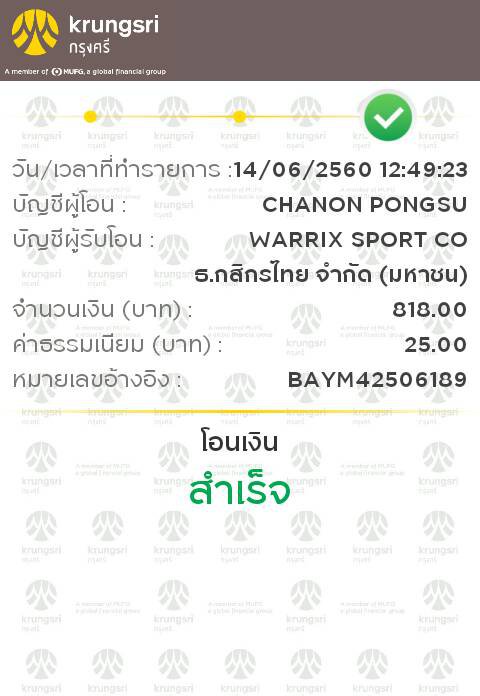 krungsri
กรุงศรี
A member of MUFG, a global financial group
วัน/เวลาที่ทำรายการ :14/06/2560 12:49:23
บัญชีผู้โอน : CHANON PONGSU
บัญชีผู้รับโอน : WARRIX SPORT CO
ธ.กสิกรไทย จำกัด (มหาชน)
จำนวนเงิน (บาท) : 818.00
ค่าธรรมเนียม (บาท) : 25.00
หมายเลขอ้างอิง : BAYM42506189
โอนเงิน
สำเร็จ